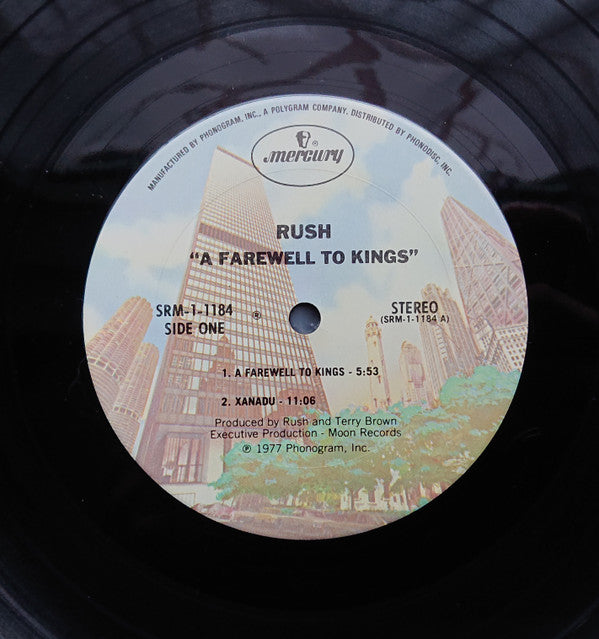 MANUFACTURED BY PHONOGRAM, INC., A POLYGRAM COMPANY. DISTRIBUTED BY PHONODISC, INC.
mercury ®
RUSH
"A FAREWELL TO KINGS"
SRM-1-1184 ®
SIDE ONE
STEREO
(SRM-1-1184 A)
1. A FAREWELL TO KINGS - 5:53
2. XANADU - 11:06
Produced by Rush and Terry Brown
Executive Production - Moon Records
℗ 1977 Phonogram, Inc.